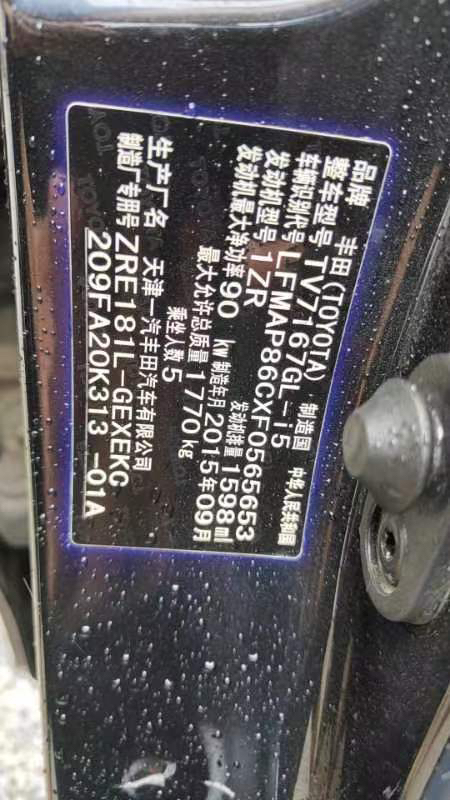 品牌 丰田(TOYOTA) 制造国 中华人民共和国
整车型号 TV7167GL-i5
车辆识别代号 LFMAP86CXF0565653
发动机型号 1ZR 发动机排量 1598ml
发动机最大净功率 90 kW 制造年月 2015年09月
最大允许总质量 1770kg
乘坐人数 5
生产厂名 天津一汽丰田汽车有限公司
制造厂专用号 ZRE181L-GEXEKC
209FA20K313 -01A